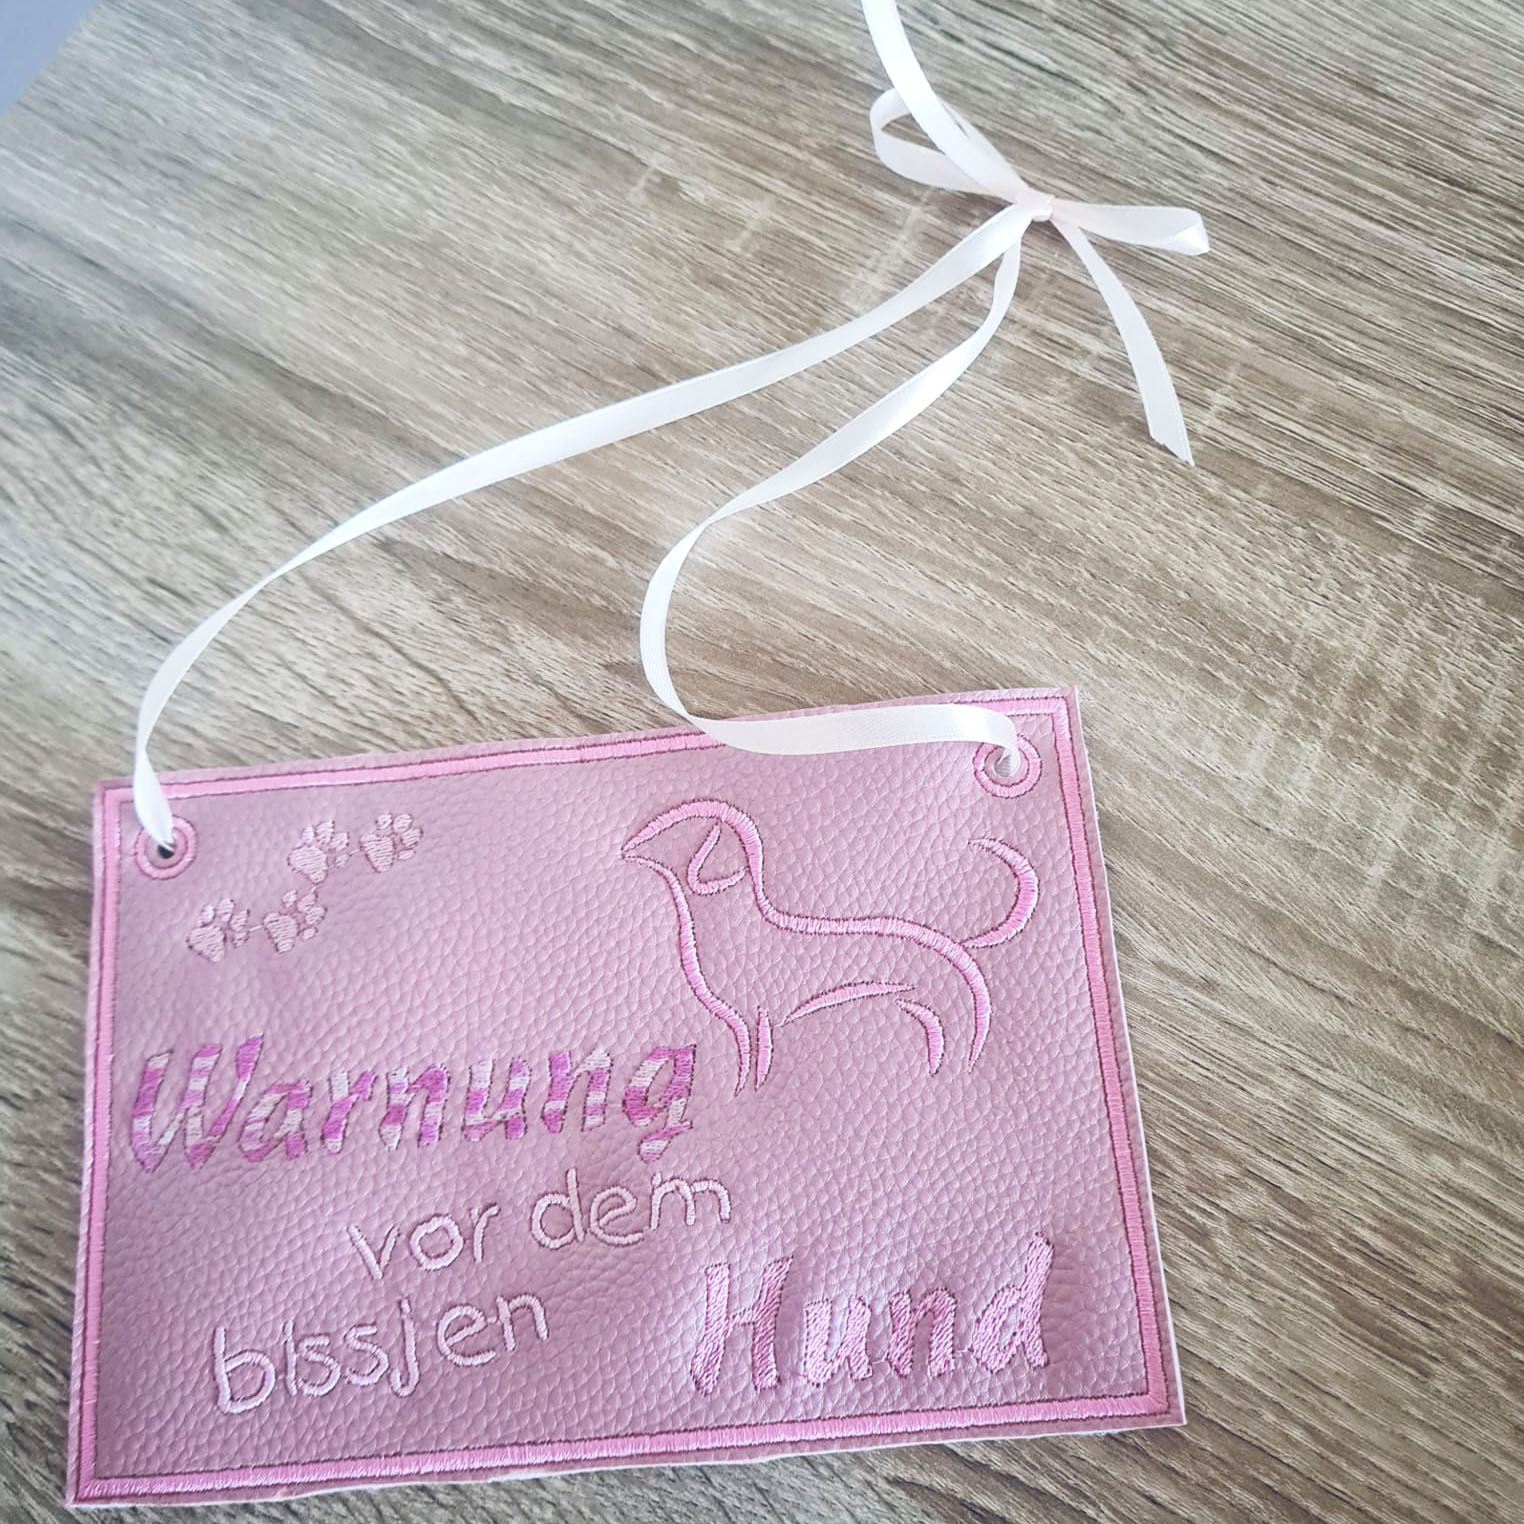 Warnung
vor dem
bissjen Hund